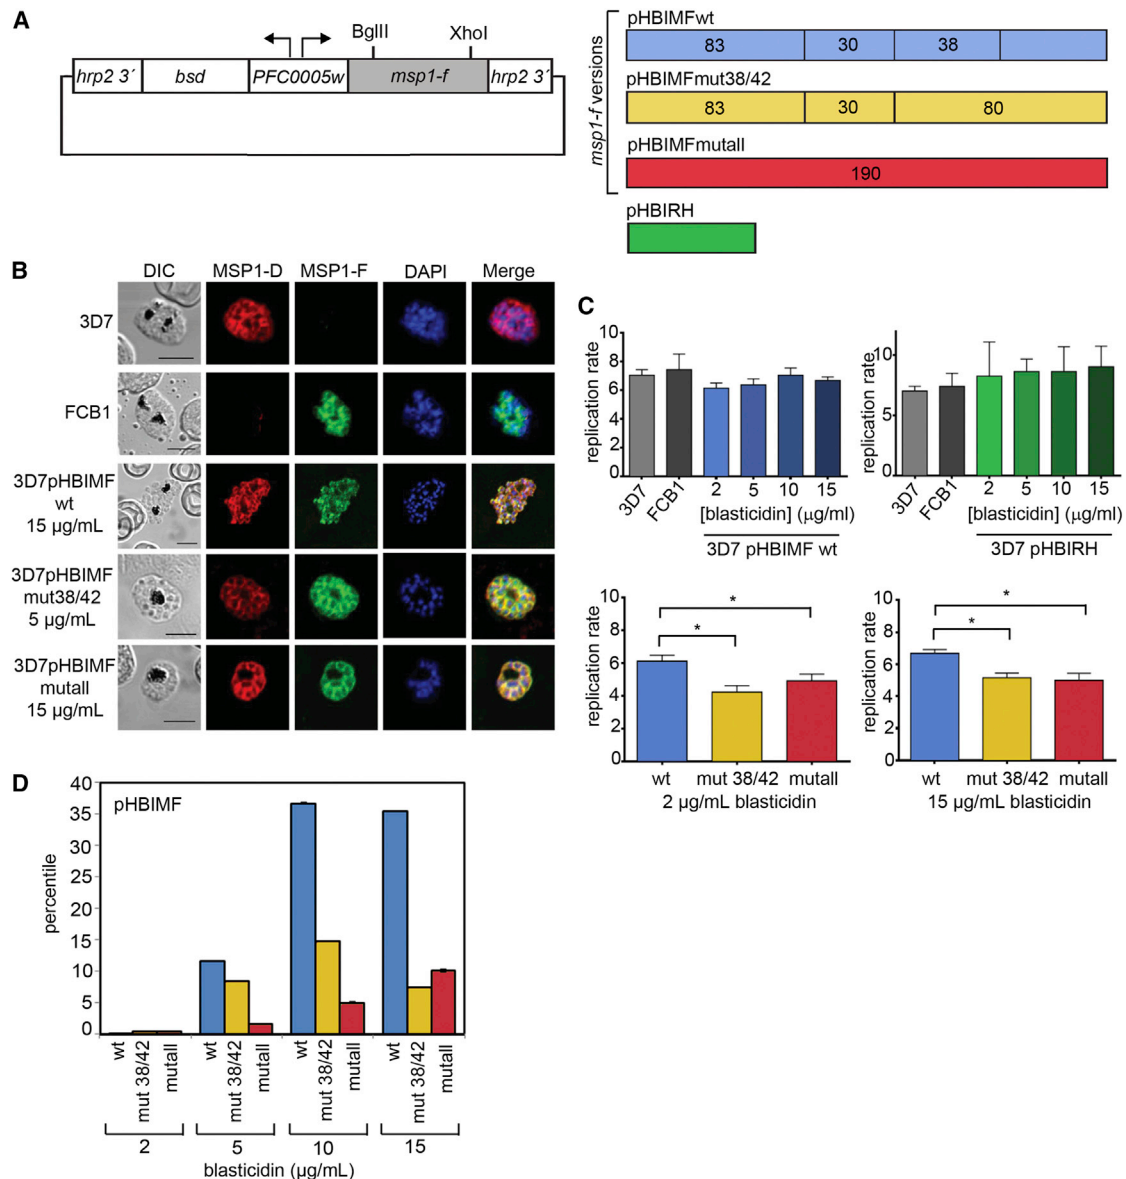 A
BglII
XhoI
hrp2 3´
bsd
PFC0005w
msp1-f
hrp2 3´
msp1-f versions
pHBIMFwt
83
30
38
pHBIMFmut38/42
83
30
80
pHBIMFmutall
190
pHBIRH
B
DIC
MSP1-D
MSP1-F
DAPI
Merge
3D7
FCB1
3D7pHBIMF
wt
15 µg/mL
3D7pHBIMF
mut38/42
5 µg/mL
3D7pHBIMF
mutall
15 µg/mL
C
replication rate
10
8
6
4
2
0
3D7
FCB1
2
5
10
15
[blasticidin] (µg/ml)
3D7 pHBIMF wt
replication rate
10
5
0
3D7
FCB1
2
5
10
15
[blasticidin] (µg/ml)
3D7 pHBIRH
replication rate
10
8
6
4
2
0
*
*
wt
mut 38/42
mutall
2 µg/mL blasticidin
replication rate
10
8
6
4
2
0
*
*
wt
mut 38/42
mutall
15 µg/mL blasticidin
D
pHBIMF
percentile
40
35
30
25
20
15
10
5
0
wt
mut 38/42
mutall
wt
mut 38/42
mutall
wt
mut 38/42
mutall
wt
mut 38/42
mutall
2
5
10
15
blasticidin (µg/mL)